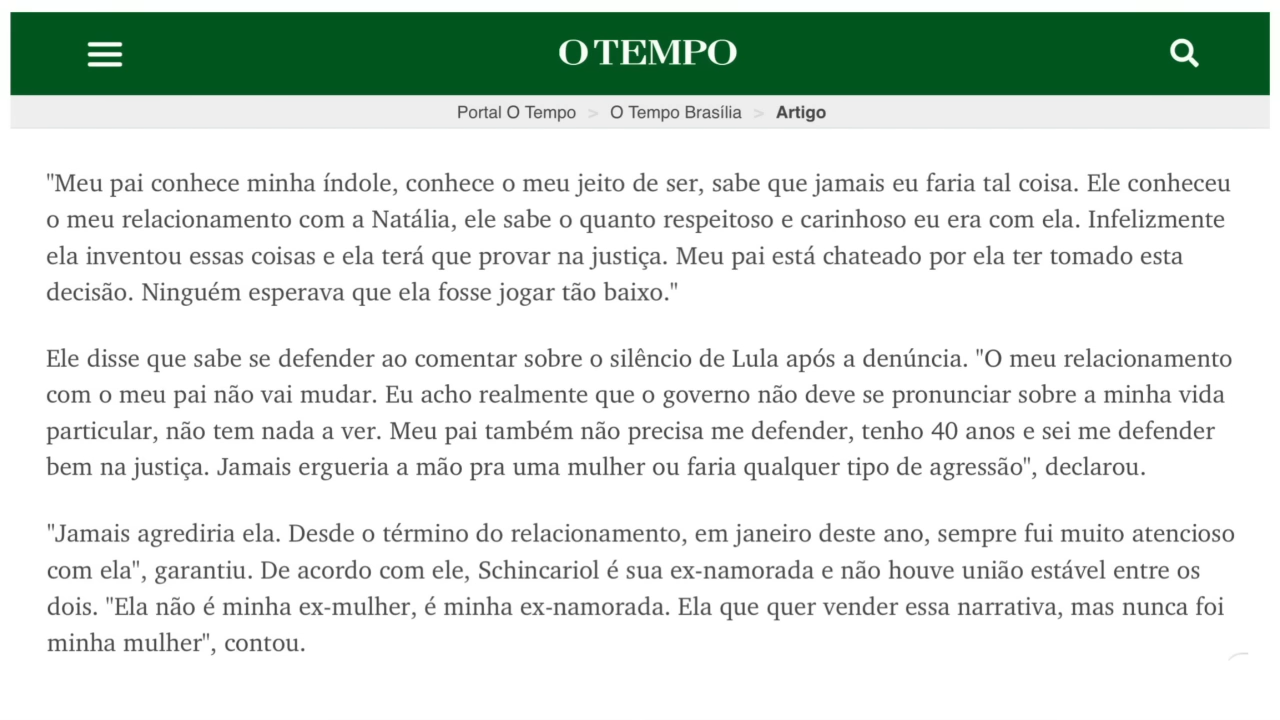 O TEMPO
Portal O Tempo > O Tempo Brasília > Artigo
"Meu pai conhece minha índole, conhece o meu jeito de ser, sabe que jamais eu faria tal coisa. Ele conheceu
o meu relacionamento com a Natália, ele sabe o quanto respeitoso e carinhoso eu era com ela. Infelizmente
ela inventou essas coisas e ela terá que provar na justiça. Meu pai está chateado por ela ter tomado esta
decisão. Ninguém esperava que ela fosse jogar tão baixo."
Ele disse que sabe se defender ao comentar sobre o silêncio de Lula após a denúncia. "O meu relacionamento
com o meu pai não vai mudar. Eu acho realmente que o governo não deve se pronunciar sobre a minha vida
particular, não tem nada a ver. Meu pai também não precisa me defender, tenho 40 anos e sei me defender
bem na justiça. Jamais ergueria a mão pra uma mulher ou faria qualquer tipo de agressão", declarou.
"Jamais agrediria ela. Desde o término do relacionamento, em janeiro deste ano, sempre fui muito atencioso
com ela", garantiu. De acordo com ele, Schincariol é sua ex-namorada e não houve união estável entre os
dois. "Ela não é minha ex-mulher, é minha ex-namorada. Ela que quer vender essa narrativa, mas nunca foi
minha mulher", contou.